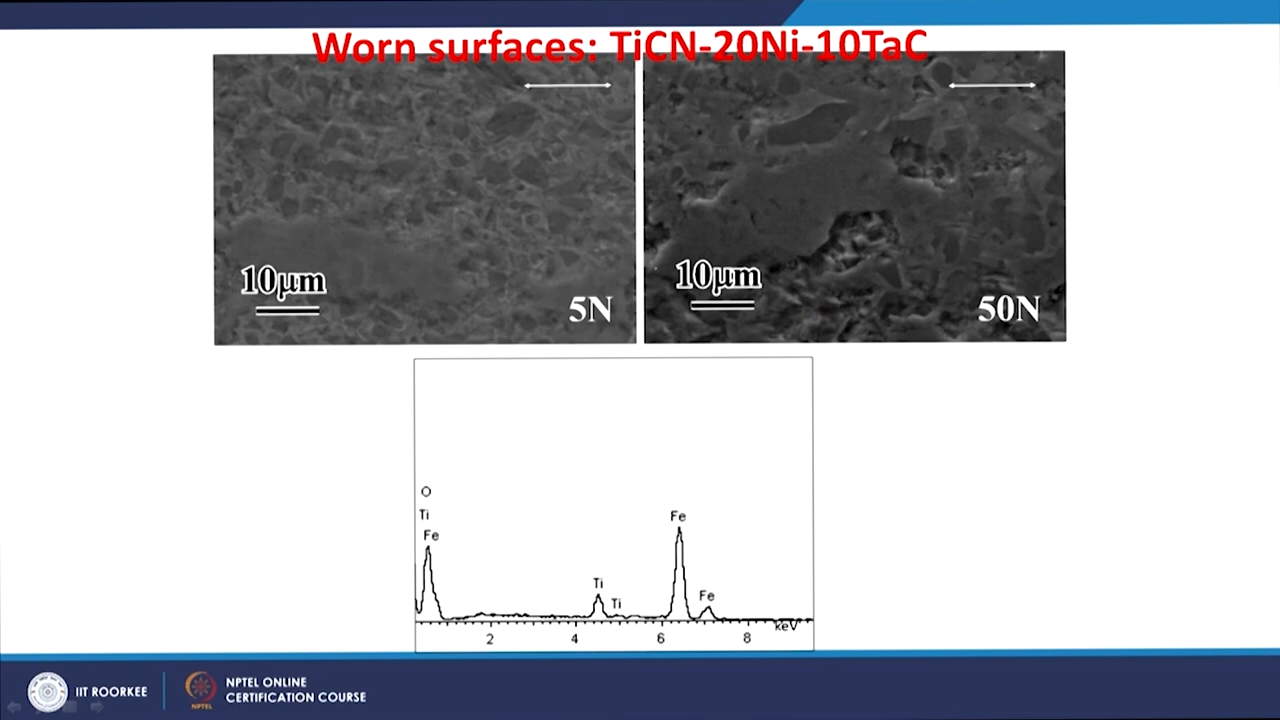 Worn surfaces: TiCN-20Ni-10TaC
10μm
5N
10μm
50N
O
Ti
Fe
Ti
Ti
Fe
Fe
2 4 6 8 keV
IIT ROORKEE
NPTEL
NPTEL ONLINE
CERTIFICATION COURSE